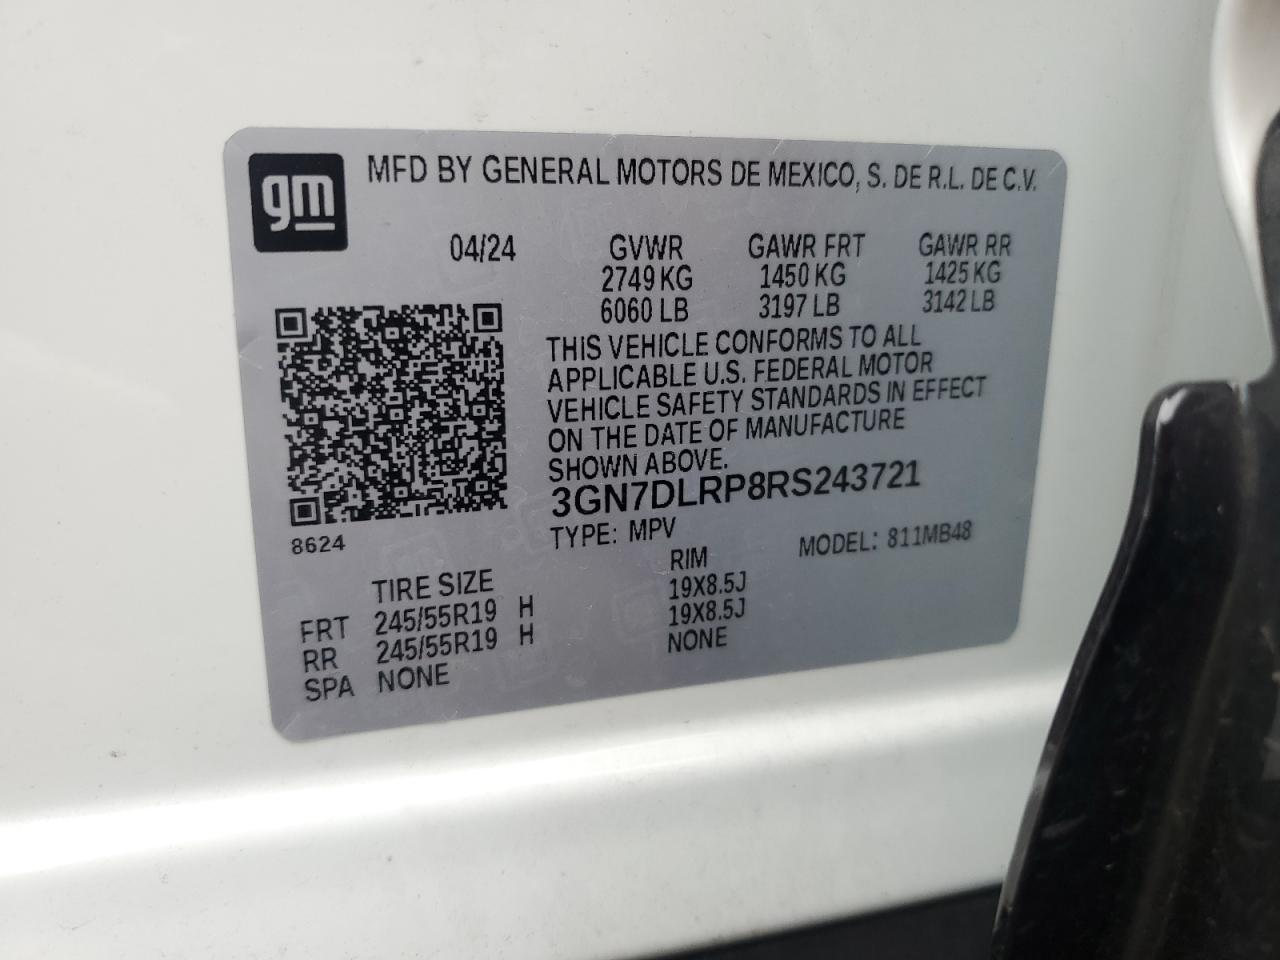 gm
MFD BY GENERAL MOTORS DE MEXICO, S. DE R.L. DE C.V.
04/24 GVWR GAWR FRT GAWR RR
2749 KG 1450 KG 1425 KG
6060 LB 3197 LB 3142 LB
THIS VEHICLE CONFORMS TO ALL
APPLICABLE U.S. FEDERAL MOTOR
VEHICLE SAFETY STANDARDS IN EFFECT
ON THE DATE OF MANUFACTURE
SHOWN ABOVE.
3GN7DLRP8RS243721
8624
TYPE: MPV MODEL: 811MB48
TIRE SIZE RIM
FRT 245/55R19 H 19X8.5J
RR 245/55R19 H 19X8.5J
SPA NONE NONE